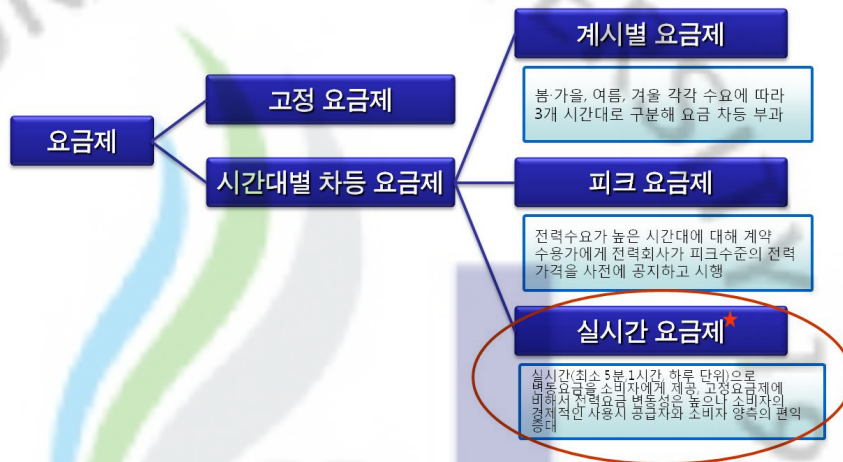 요금제
고정 요금제
시간대별 차등 요금제
계시별 요금제
봄·가을, 여름, 겨울 각각 수요에 따라
3개 시간대로 구분해 요금 차등 부과
피크 요금제
전력수요가 높은 시간대에 대해 계약
수용가에게 전력회사가 피크수준의 전력
가격을 사전에 공지하고 시행
실시간 요금제
실시간(최소 5분,1시간, 하루 단위)으로
변동요금을 소비자에게 제공, 고정요금제에
비해서 전력요금 변동성은 높으나 소비자의
경제적인 사용시 공급자와 소비자 양측의 편익
증대